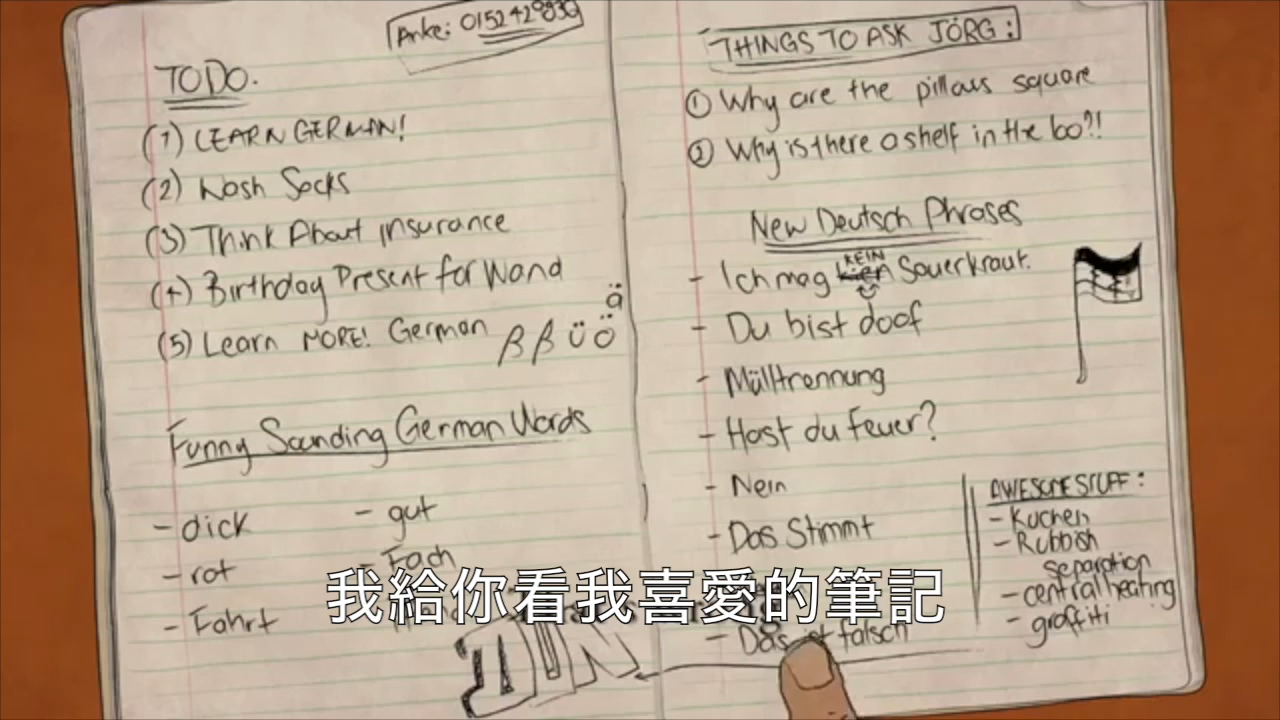 Anke: 0152420830
TODO.
(1) LEARN GERMAN!
(2) Wash Socks
(3) Think About insurance
(4) Birthday Present for Wand
(5) Learn MORE! German
ß ß ü ö ä
Funny Sounding German Words
- dick
- gut
- rot
- Fach
- Fahrt
DIN
THINGS TO ASK JÖRG:
① Why are the pillows square
② Why is there a shelf in the loo?!
New Deutsch Phrases
- Ich mag KEIN Sauerkraut.
- Du bist doof
- Mülltrennung
- Hast du Feuer?
- Nein
- Das Stimmt
- Das ist falsch
AWESOME STUFF:
- Kuchen
- Rubbish
separation
- central heating
- graffiti
我給你看我喜愛的筆記